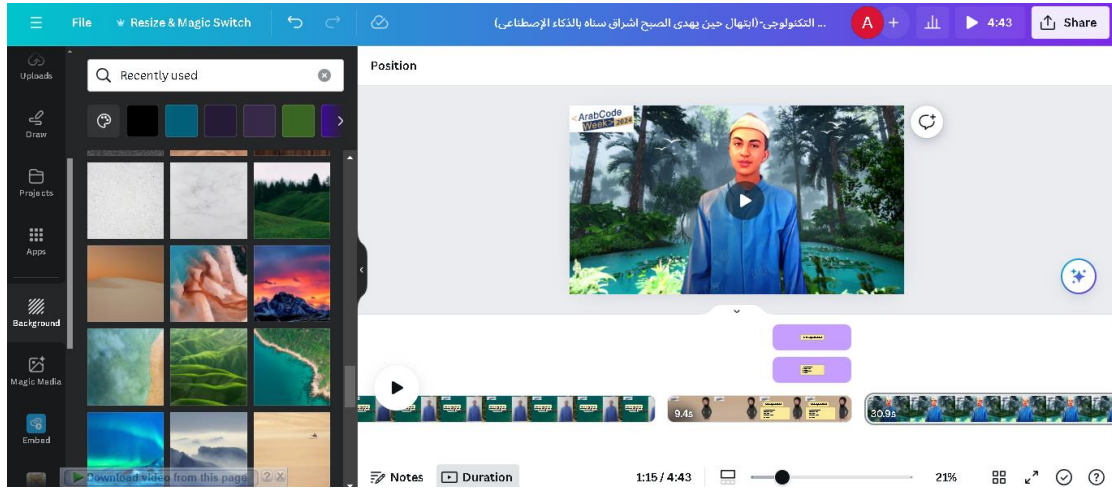 File
Resize & Magic Switch
... التكنولوجى-(ابتهال حين يهدى الصبح اشراق سناه بالذكاء الإصطناعى)
A
+
4:43
Share
Uploads
Draw
Projects
Apps
Background
Magic Media
Embed
Recently used
Position
<ArabCode
Week> 2024
9.4s
30.9s
Download video from this page
? X
Notes
Duration
1:15 / 4:43
21%
?